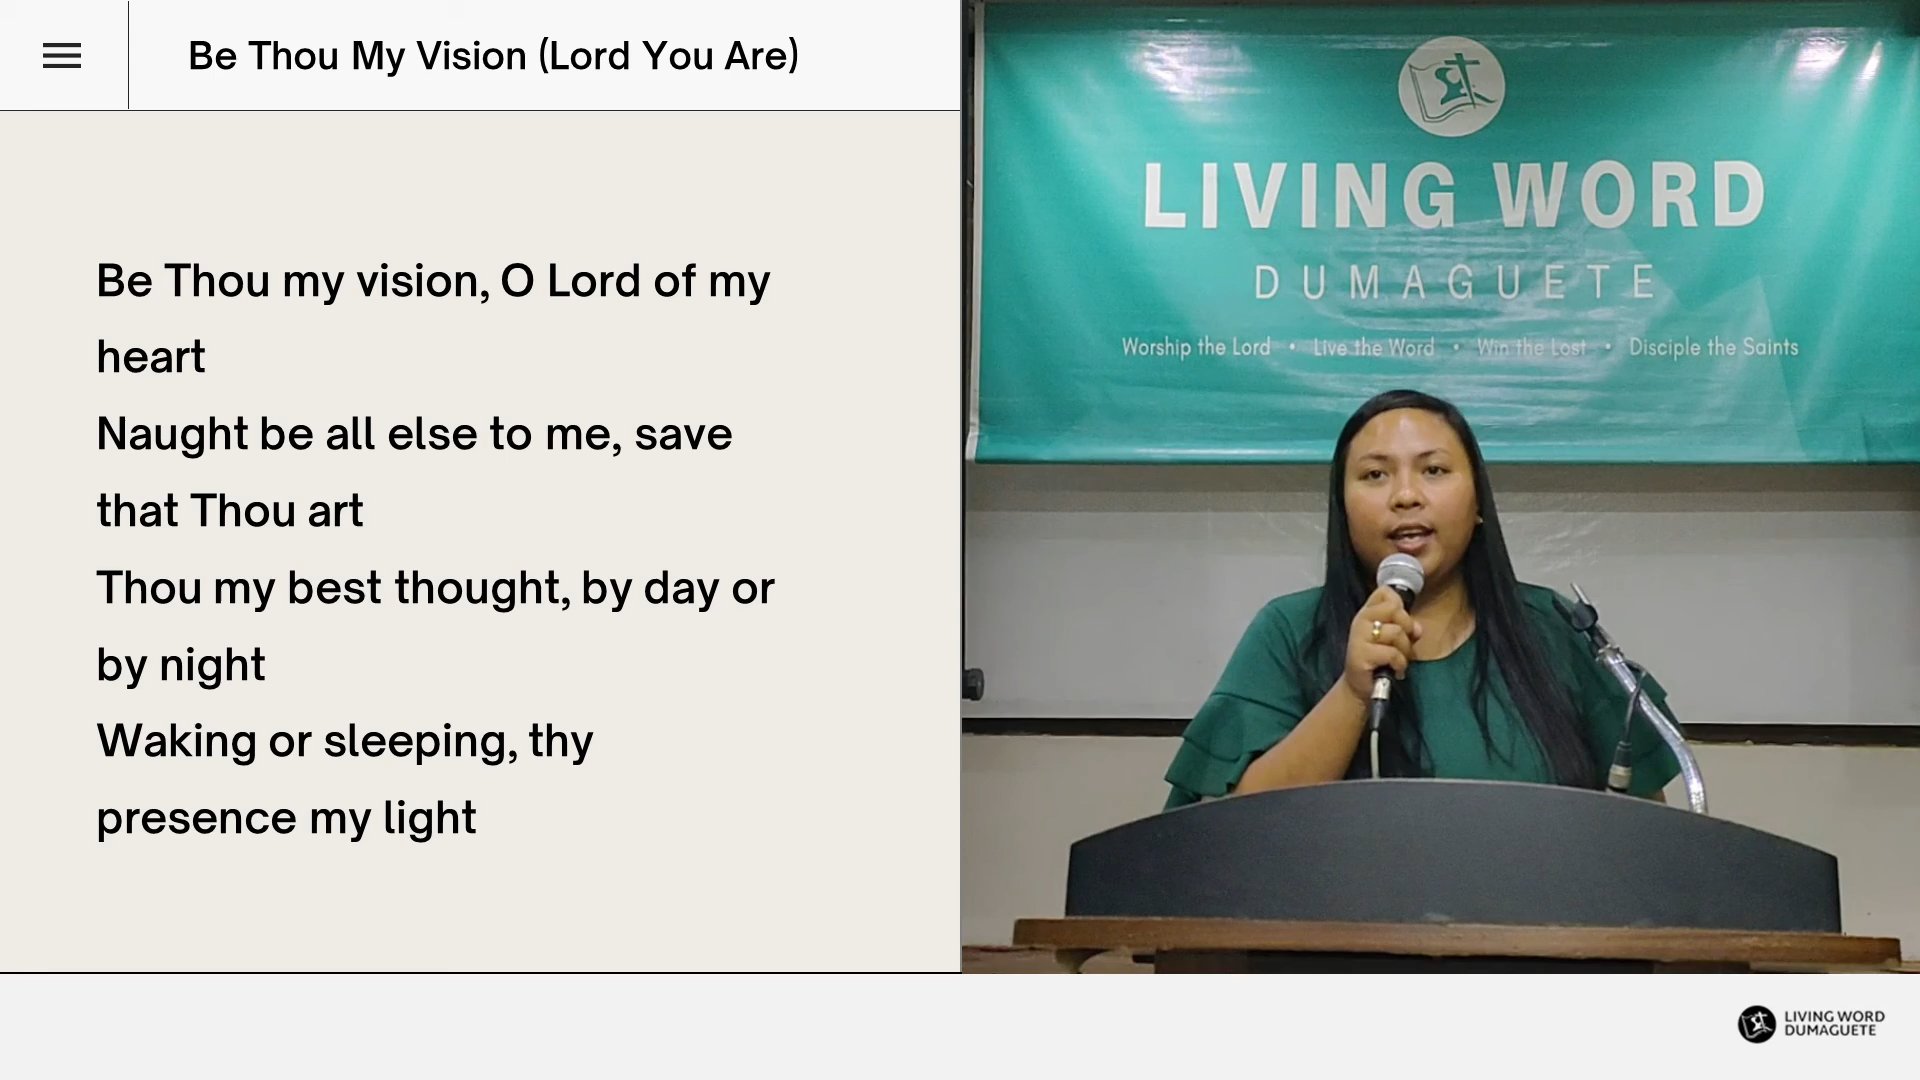 Be Thou My Vision (Lord You Are)
Be Thou my vision, O Lord of my
heart
Naught be all else to me, save
that Thou art
Thou my best thought, by day or
by night
Waking or sleeping, thy
presence my light
LIVING WORD
DUMAGUETE
Worship the Lord • Live the Word • Win the Lost • Disciple the Saints
LIVING WORD
DUMAGUETE